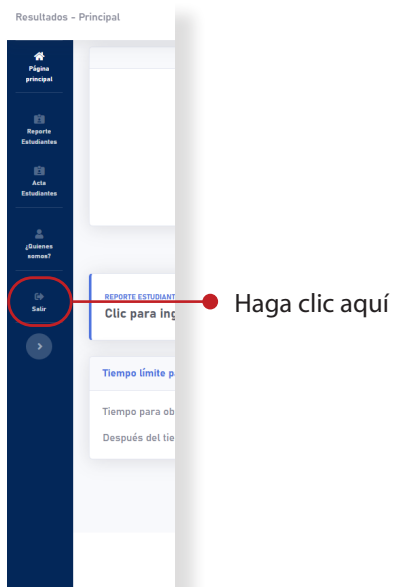 Resultados - Principal
Página
principal
Reporte
Estudiantes
Acta
Estudiantes
¿Quienes
somos?
Salir
REPORTE ESTUDIANT
Clic para ing
Tiempo límite p
Tiempo para ob
Después del tie
Haga clic aquí